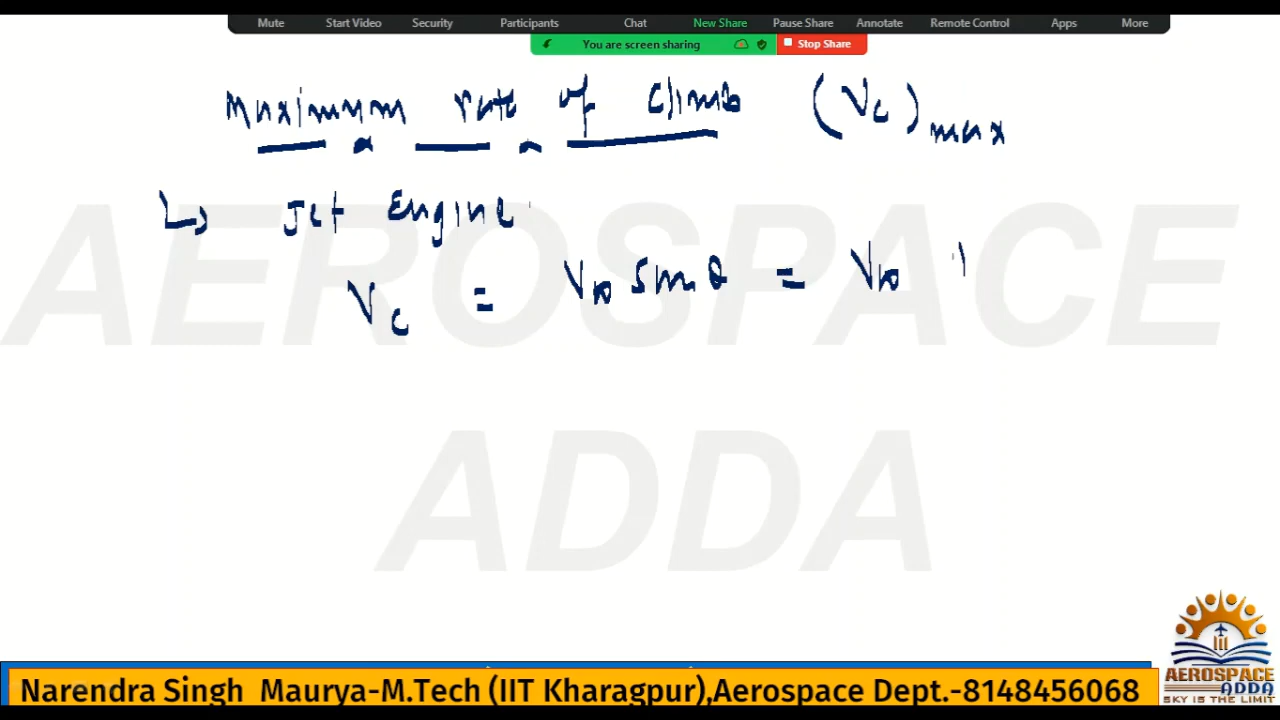 Mute Start Video Security Participants Chat New Share Pause Share Annotate Remote Control Apps More
You are screen sharing Stop Share
Maximum rate of climb (Vc)max
↳ Jet Engine
Vc = V∞ sinθ = V∞
AEROSPACE
ADDA
AEROSPACE
ADDA
SKY IS THE LIMIT
Narendra Singh Maurya-M.Tech (IIT Kharagpur),Aerospace Dept.-8148456068